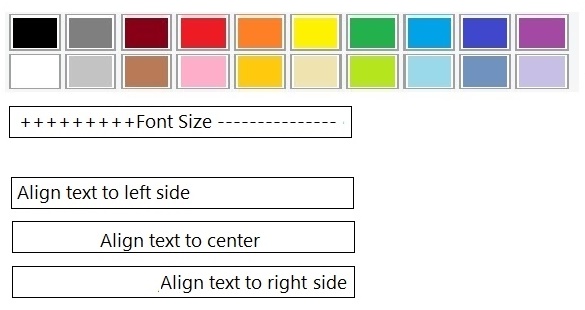 +++++++++Font Size ---------------
Align text to left side
Align text to center
Align text to right side